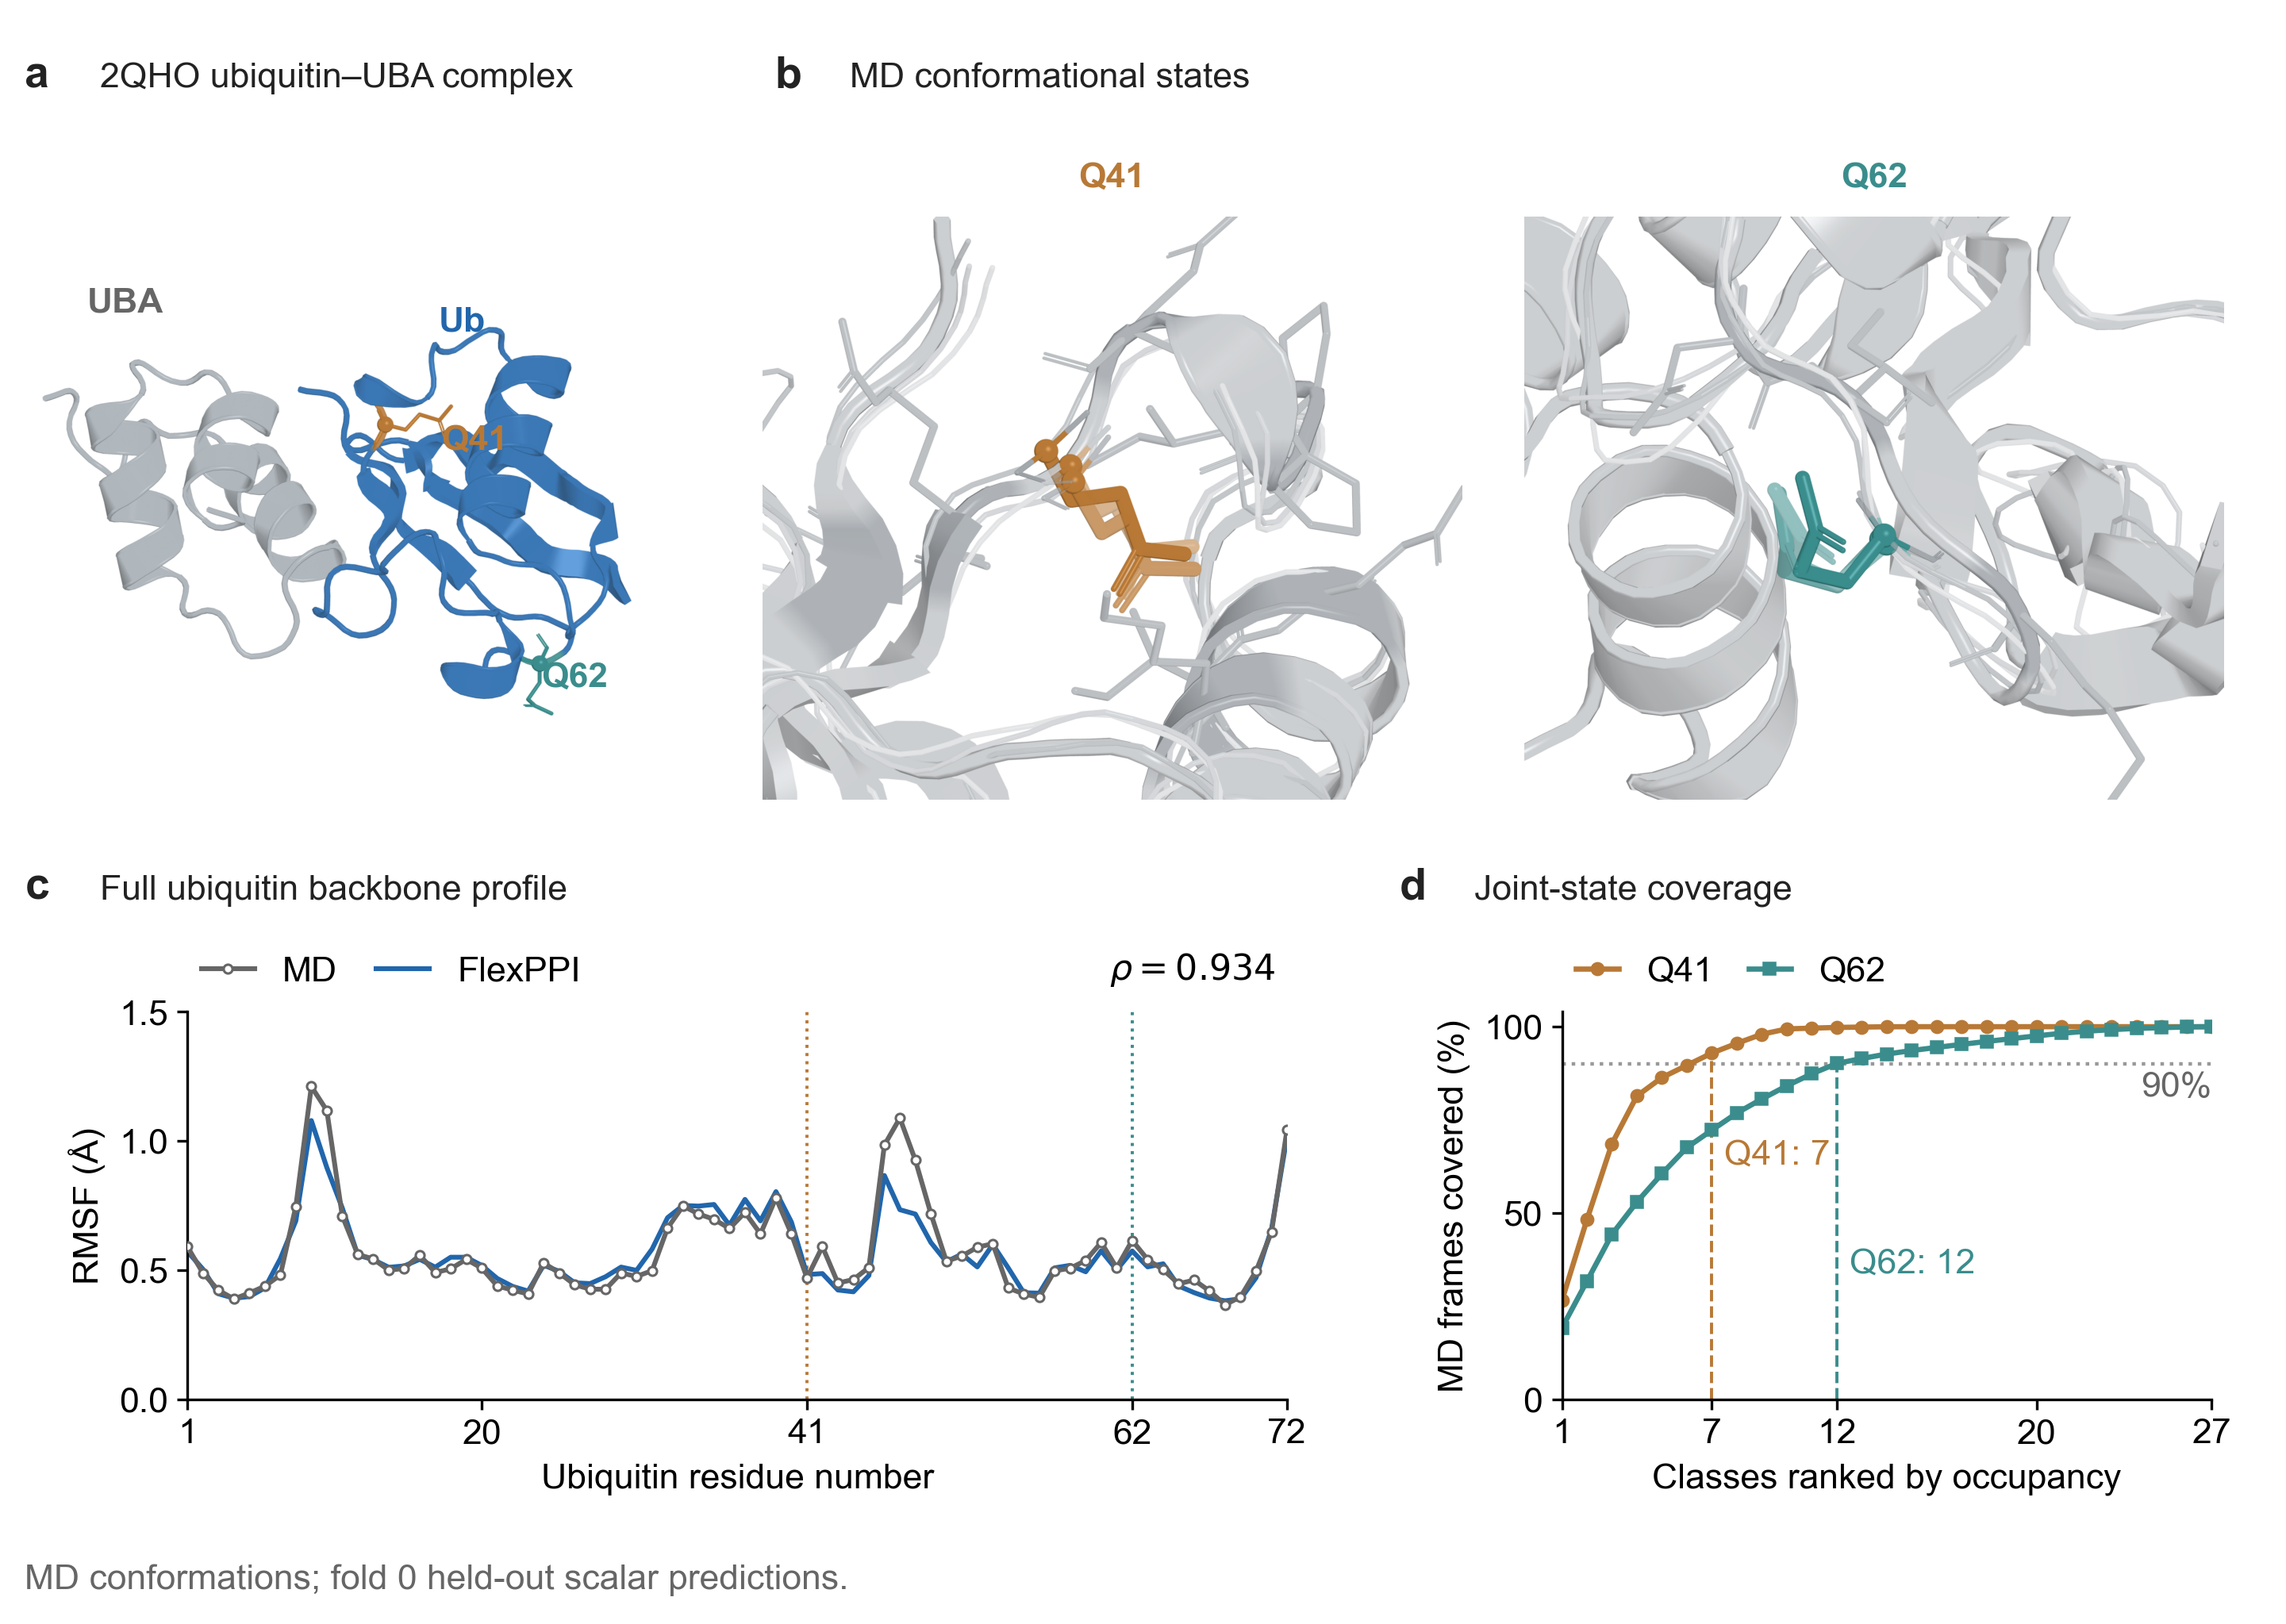 a 2QHO ubiquitin–UBA complex
b MD conformational states
Q41
Q62
UBA
Ub
Q41
Q62
c Full ubiquitin backbone profile
MD FlexPPI
ρ = 0.934
RMSF (Å)
1.5
1.0
0.5
0.0
1 20 41 62 72
Ubiquitin residue number
d Joint-state coverage
Q41 Q62
MD frames covered (%)
100
50
0
90%
Q41: 7
Q62: 12
1 7 12 20 27
Classes ranked by occupancy
MD conformations; fold 0 held-out scalar predictions.